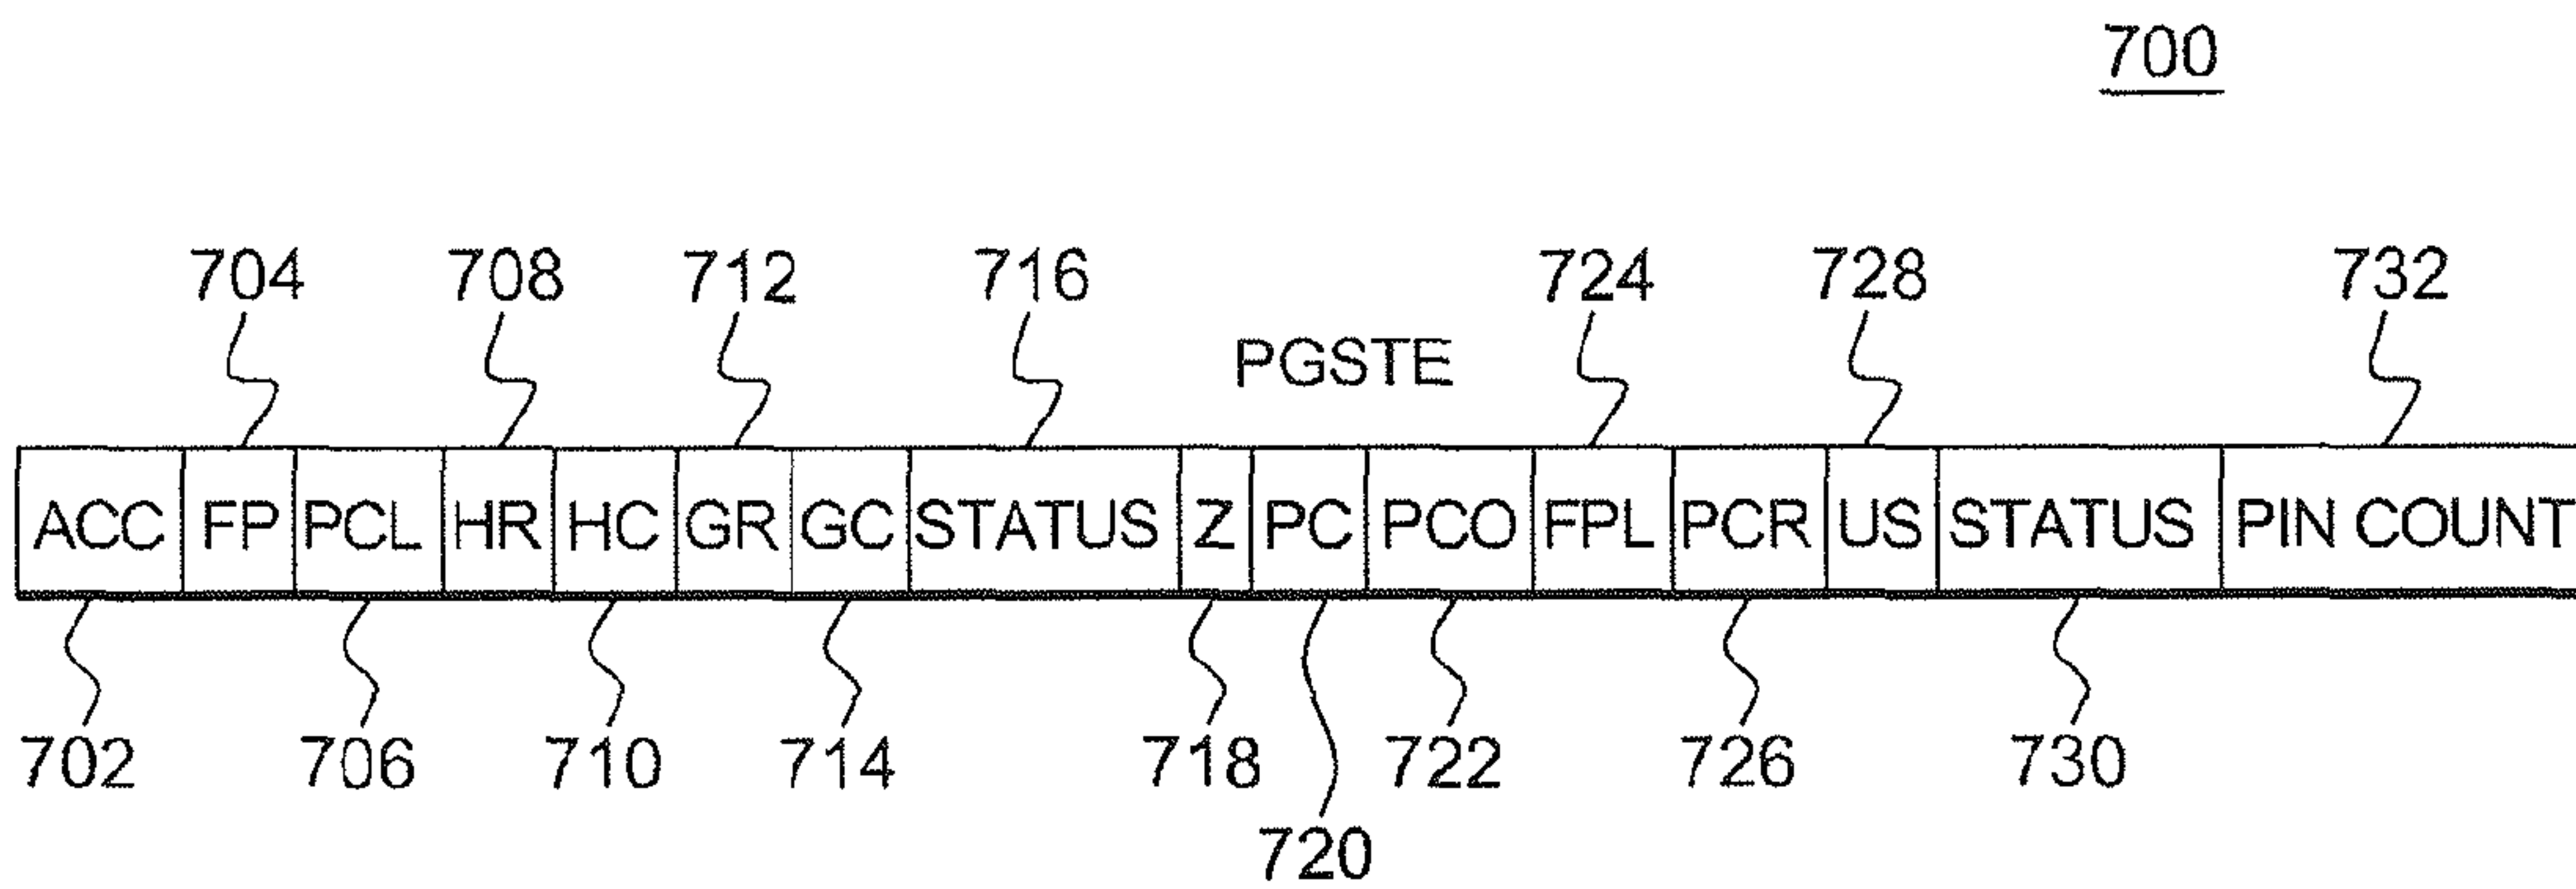 700
704 708 712 716 724 728 732
PGSTE
ACC FP PCL HR HC GR GC STATUS Z PC PCO FPL PCR US STATUS PIN COUNT
702 706 710 714 718 722 726 730
720